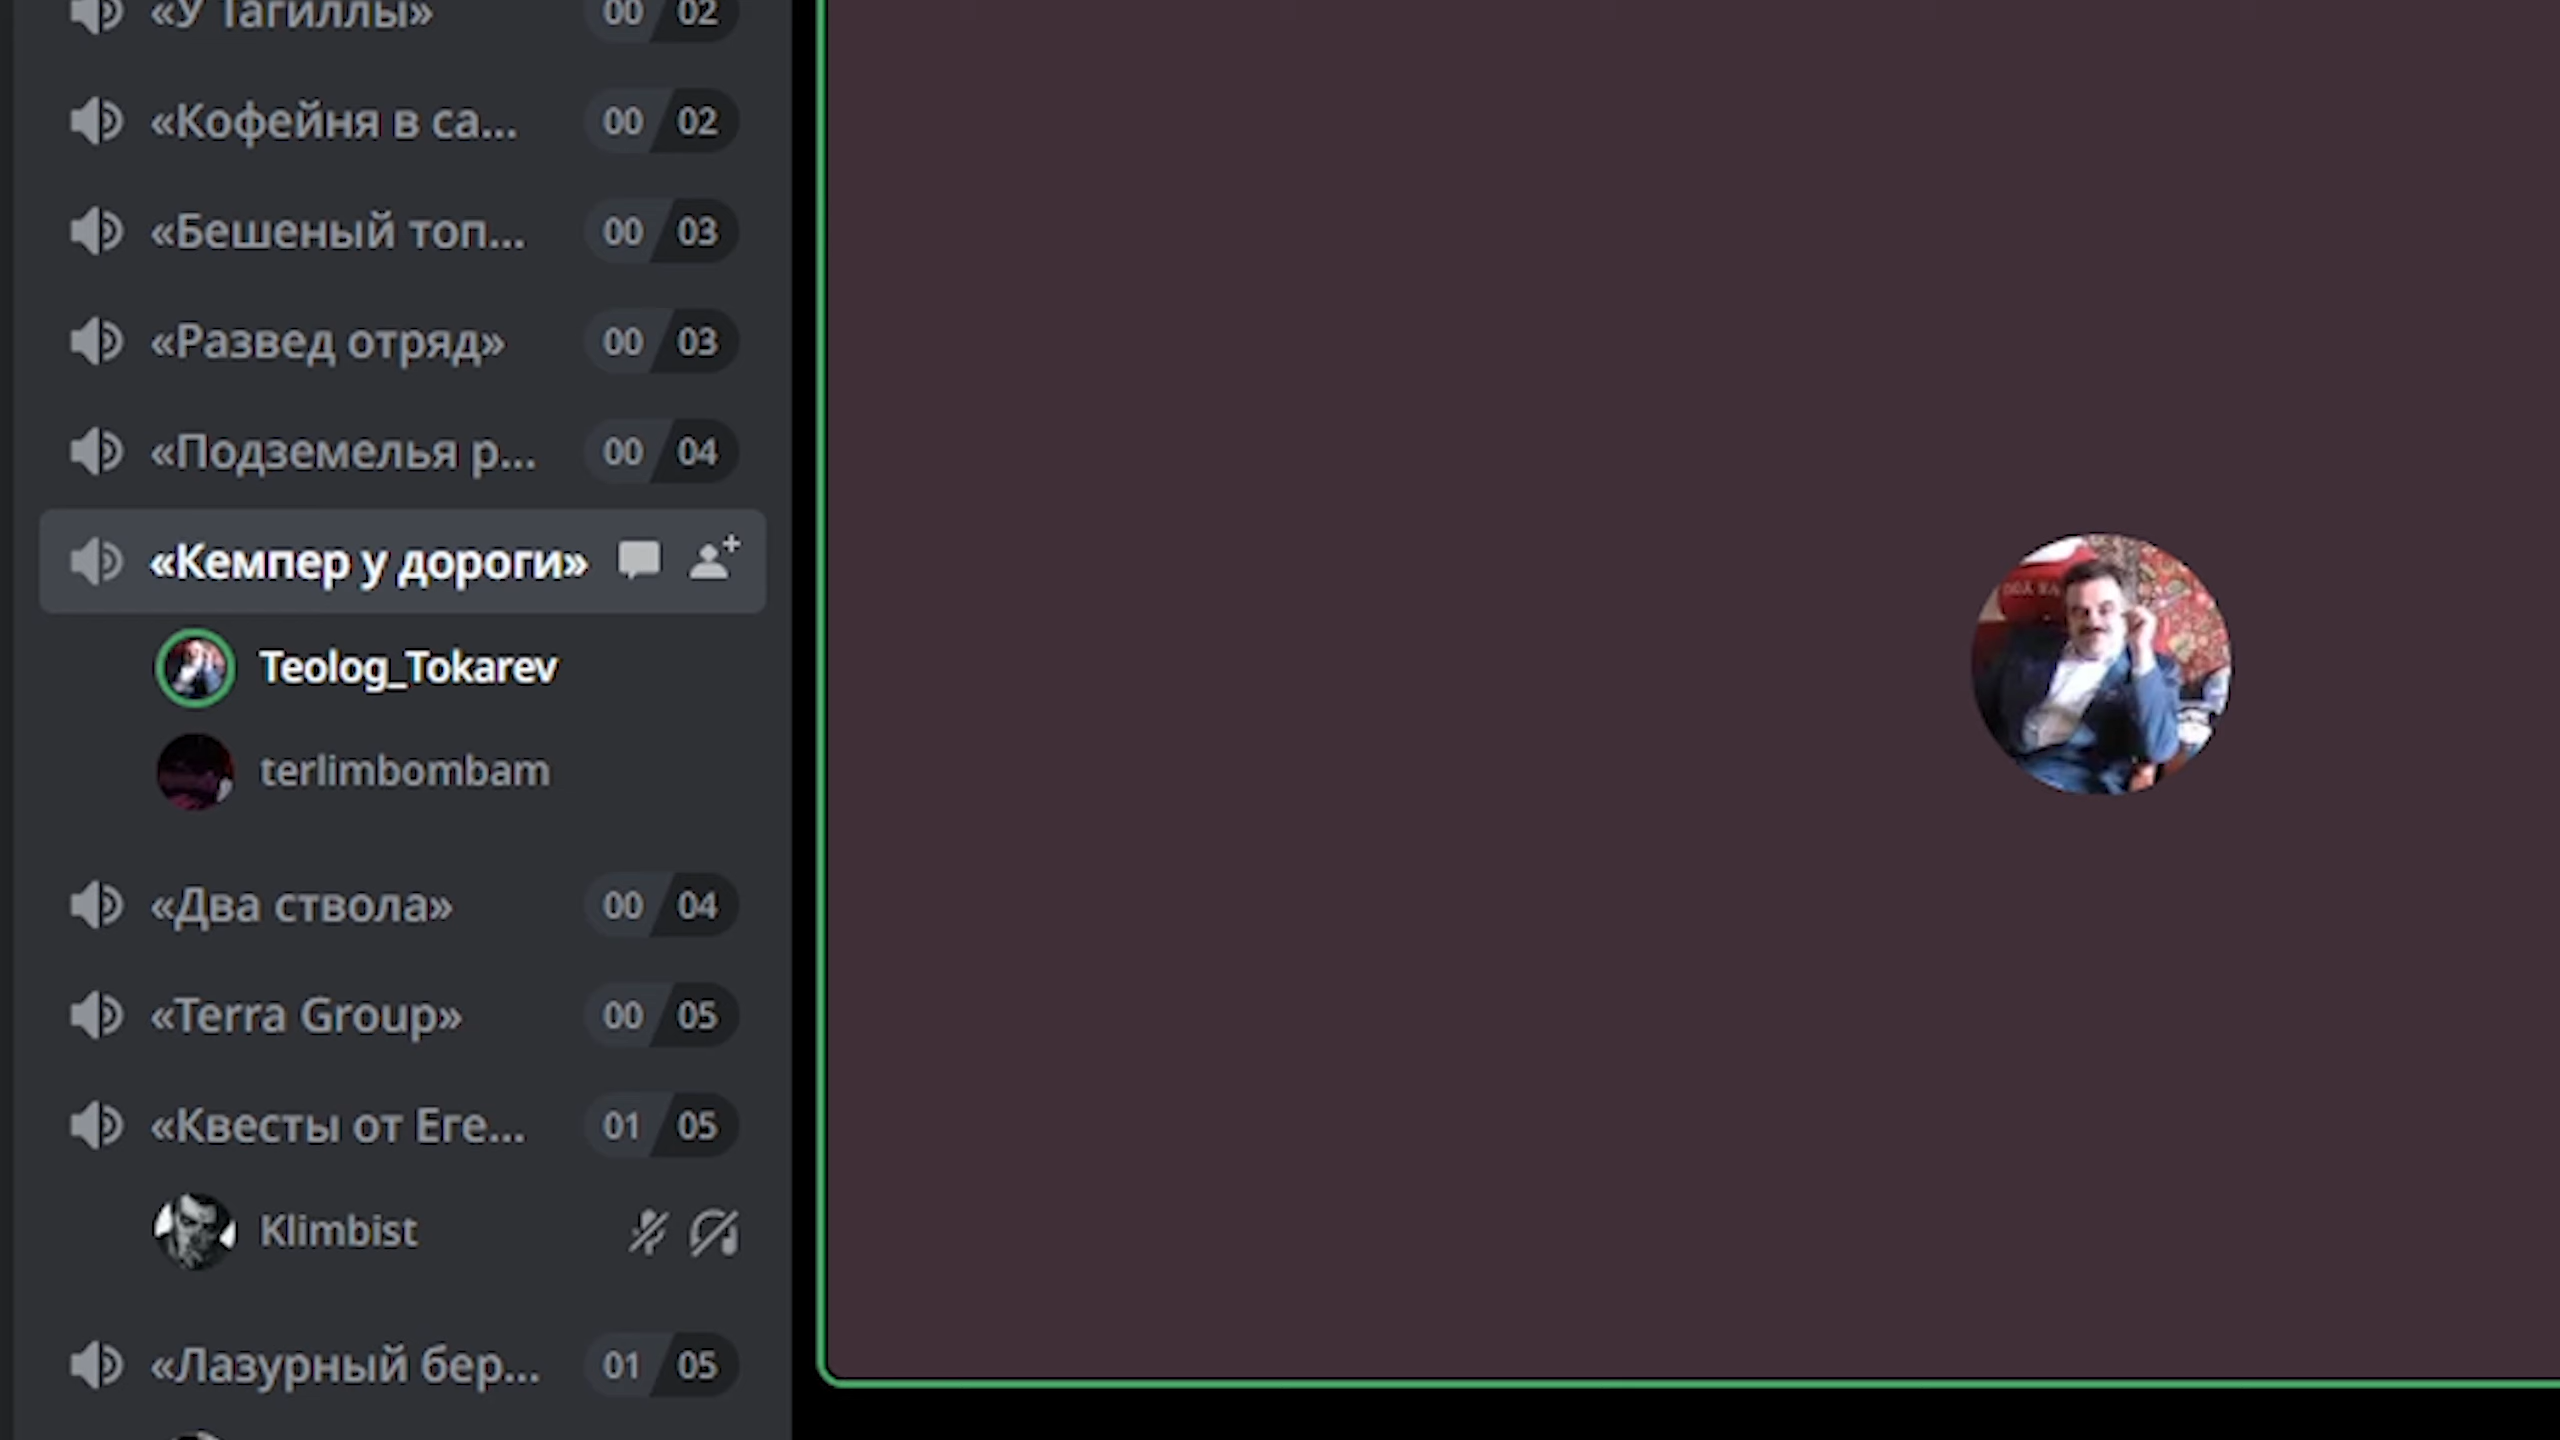 «У Тагиллы» 00 02
«Кофейня в са... 00 02
«Бешеный топ... 00 03
«Развед отряд» 00 03
«Подземелья р... 00 04
«Кемпер у дороги»
Teolog_Tokarev
terlimbombam
«Два ствола» 00 04
«Terra Group» 00 05
«Квесты от Еге... 01 05
Klimbist
«Лазурный бер... 01 05